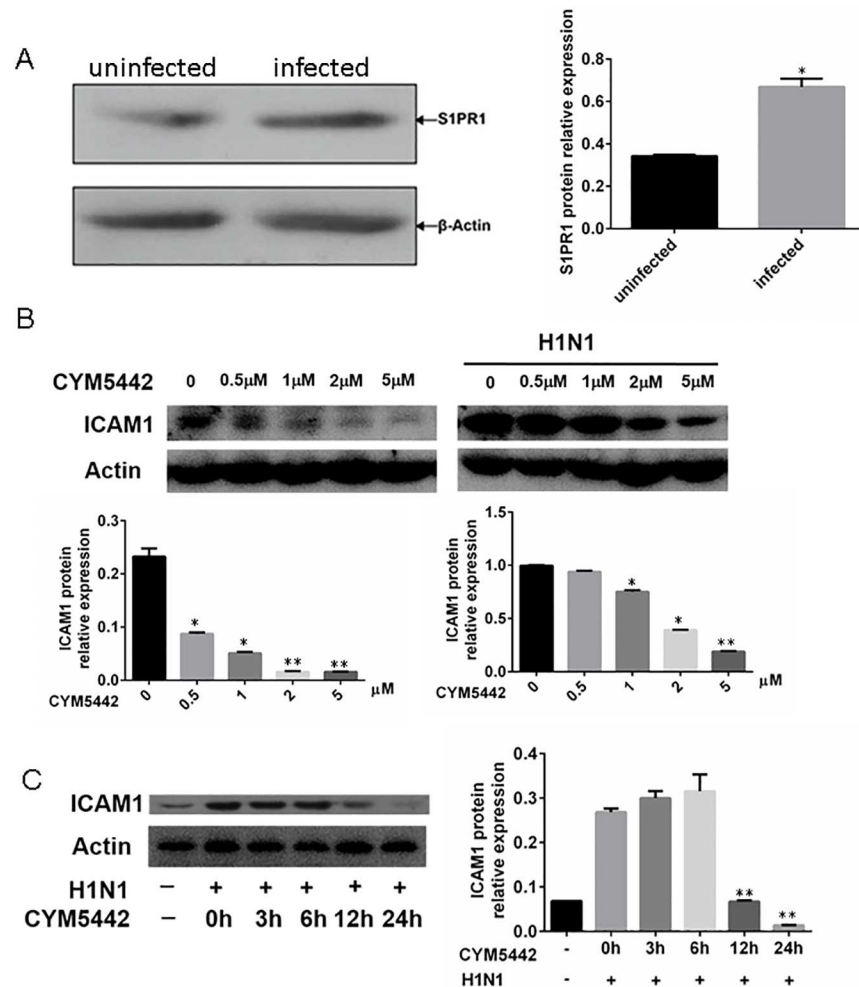 A
uninfected infected
S1PR1
β-Actin
S1PR1 protein relative expression
0.8
0.6
0.4
0.2
0.0
*
uninfected infected
B
CYM5442 0 0.5μM 1μM 2μM 5μM
ICAM1
Actin
H1N1
0 0.5μM 1μM 2μM 5μM
ICAM1 protein
relative expression
0.3
0.2
0.1
0.0
* * ** **
CYM5442 0 0.5 1 2 5 μM
ICAM1 protein
relative expression
1.5
1.0
0.5
0.0
* * **
CYM5442 0 0.5 1 2 5 μM
C
ICAM1
Actin
H1N1 – + + + + +
CYM5442 – 0h 3h 6h 12h 24h
ICAM1 protein
relative expression
0.4
0.3
0.2
0.1
0.0
** **
CYM5442 - 0h 3h 6h 12h 24h
H1N1 - + + + + +